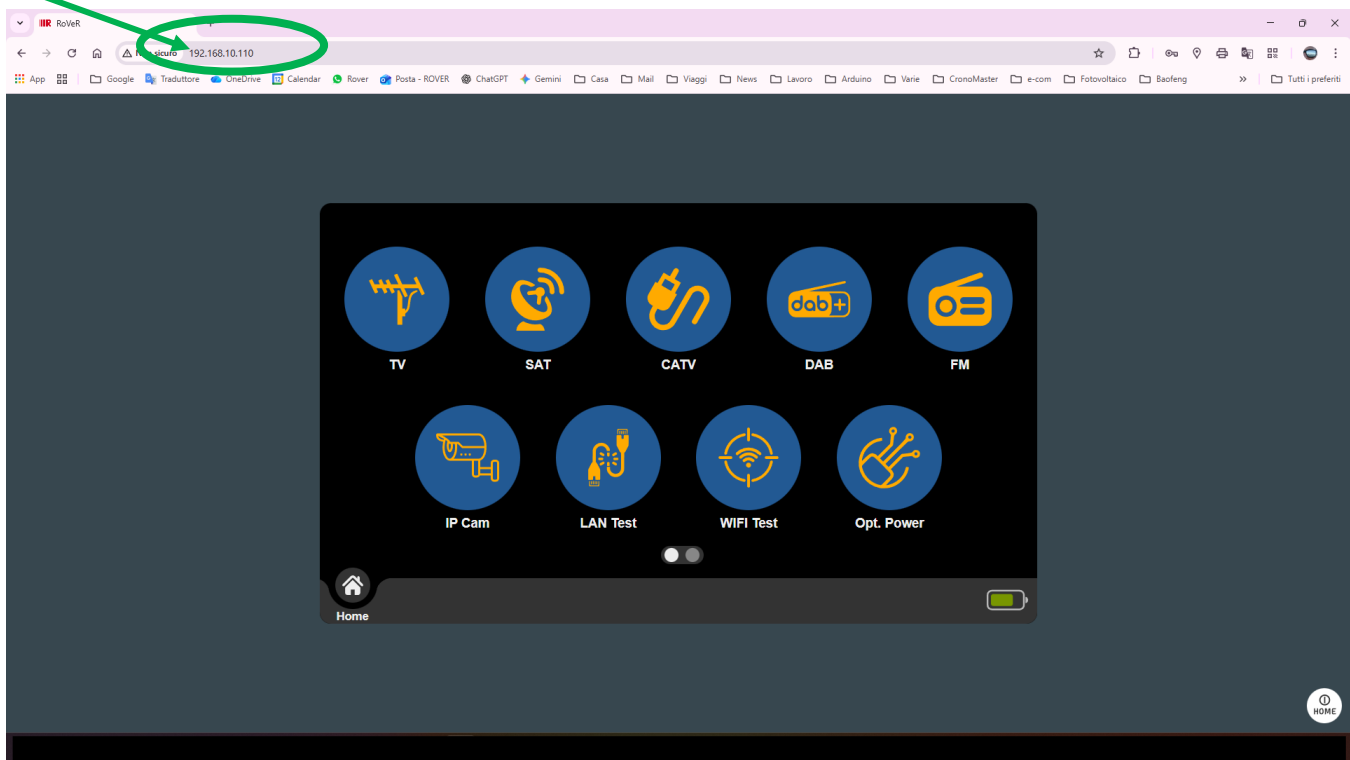 RoVeR
sicuro 192.168.10.110
App Google Traduttore OneDrive Calendar Rover Posta - ROVER ChatGPT Gemini Casa Mail Viaggi News Lavoro Arduino Varie CronoMaster e-com Fotovoltaico Baofeng » Tutti i preferiti
TV SAT CATV dab+ DAB FM
IP Cam LAN Test WIFI Test Opt. Power
Home
HOME